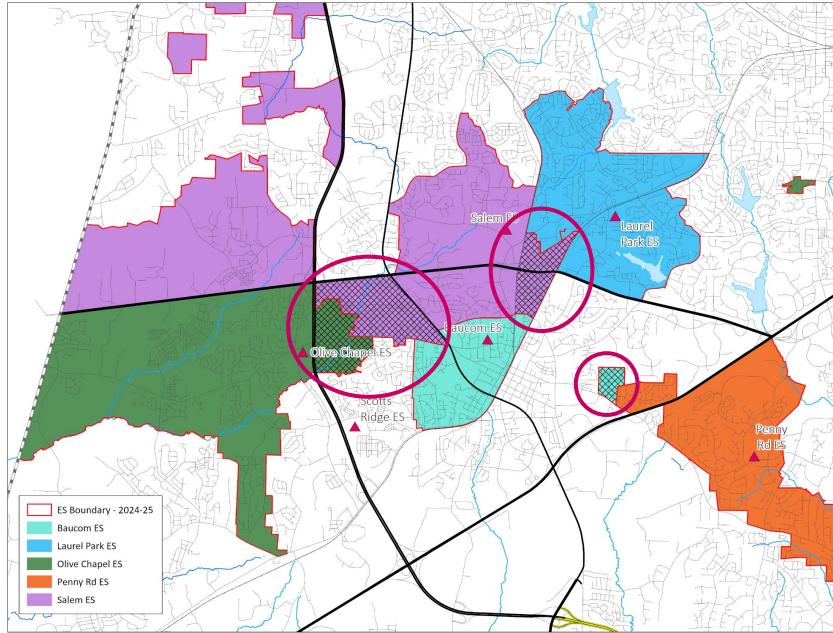 Salem ES
Laurel
Park ES
Baucom ES
Olive Chapel ES
Scotts
Ridge ES
Penny
Rd ES
ES Boundary - 2024-25
Baucom ES
Laurel Park ES
Olive Chapel ES
Penny Rd ES
Salem ES